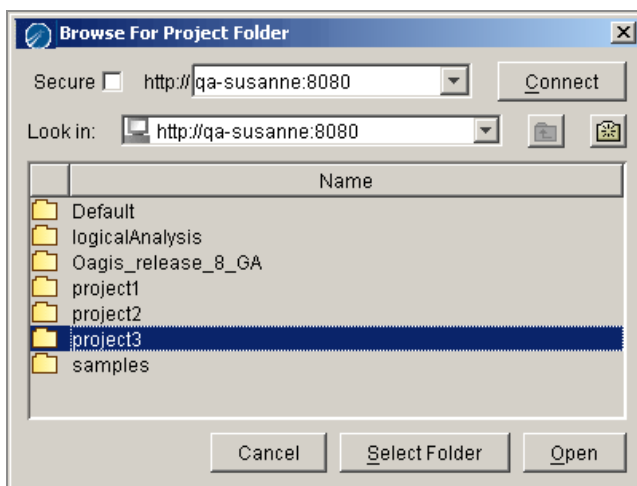 Browse For Project Folder
Secure http:// qa-susanne:8080 Connect
Look in: http://qa-susanne:8080
Name
Default
logicalAnalysis
Oagis_release_8_GA
project1
project2
project3
samples
Cancel Select Folder Open